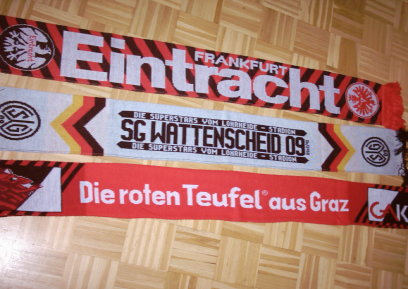 FRANKFURT
Eintracht
DIE SUPERSTARS VOM LOHRHEIDE - STADION
SG WATTENSCHEID 09
DIE SUPERSTARS VOM LOHRHEIDE - STADION
Die roten Teufel® aus Graz
GAK